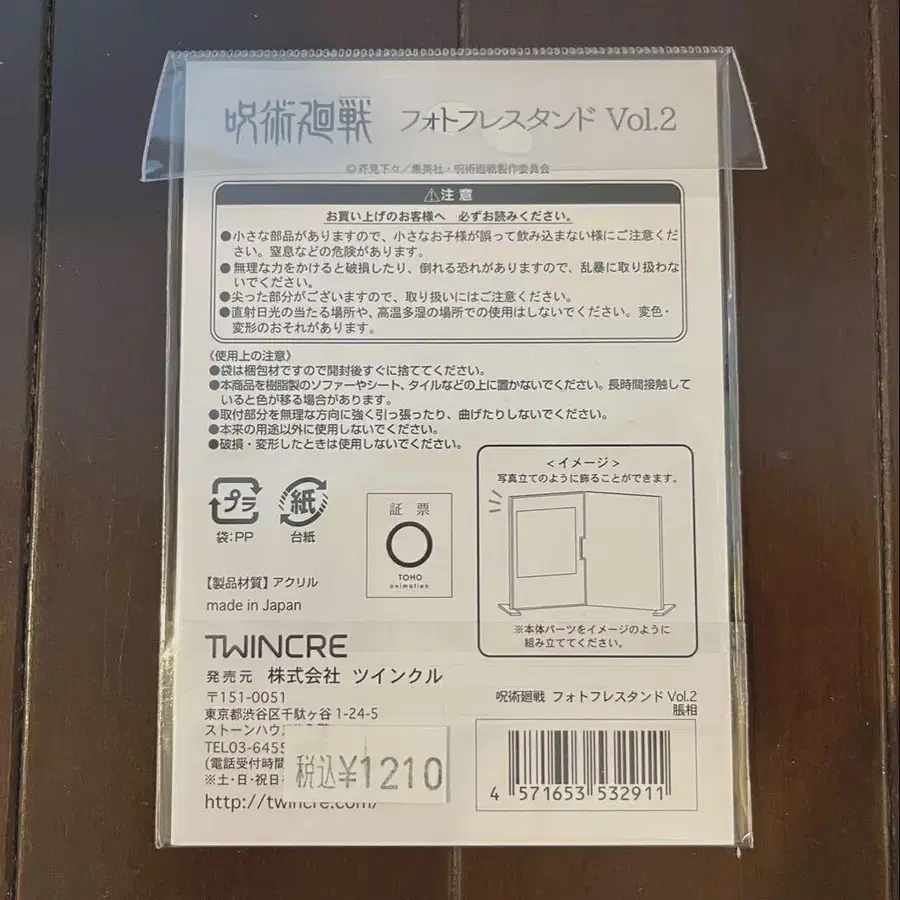 呪術廻戦 フォトフレスタンド Vol.2
©芥見下々／集英社・呪術廻戦製作委員会
⚠注意
お買い上げのお客様へ 必ずお読みください。
●小さな部品がありますので、小さなお子様が誤って飲み込まない様にご注意くだ
さい。窒息などの危険があります。
●無理な力をかけると破損したり、倒れる恐れがありますので、乱暴に取り扱わな
いでください。
●尖った部分がございますので、取り扱いにはご注意ください。
●直射日光の当たる場所や、高温多湿の場所での使用はしないでください。変色・
変形のおそれがあります。
《使用上の注意》
●袋は梱包材ですので開封後すぐに捨ててください。
●本商品を樹脂製のソファーやシート、タイルなどの上に置かないでください。長時間接触して
いると色が移る場合があります。
●取付部分を無理な方向に強く引っ張ったり、曲げたりしないでください。
●本来の用途以外に使用しないでください。
●破損・変形したときは使用しないでください。
プラ
袋:PP
紙
台紙
証票
TOHO
animation
＜イメージ＞
写真立てのように飾ることができます。
※本体パーツをイメージのように
組み立ててください。
【製品材質】アクリル
made in Japan
TWINCRE
発売元 株式会社 ツインクル
〒151-0051
東京都渋谷区千駄ヶ谷 1-24-5
ストーンハウ
TEL03-6455
(電話受付時間
※土・日・祝日
http://twincre.com/
税込¥1210
呪術廻戦 フォトフレスタンド Vol.2
脹相
4 571653 532911